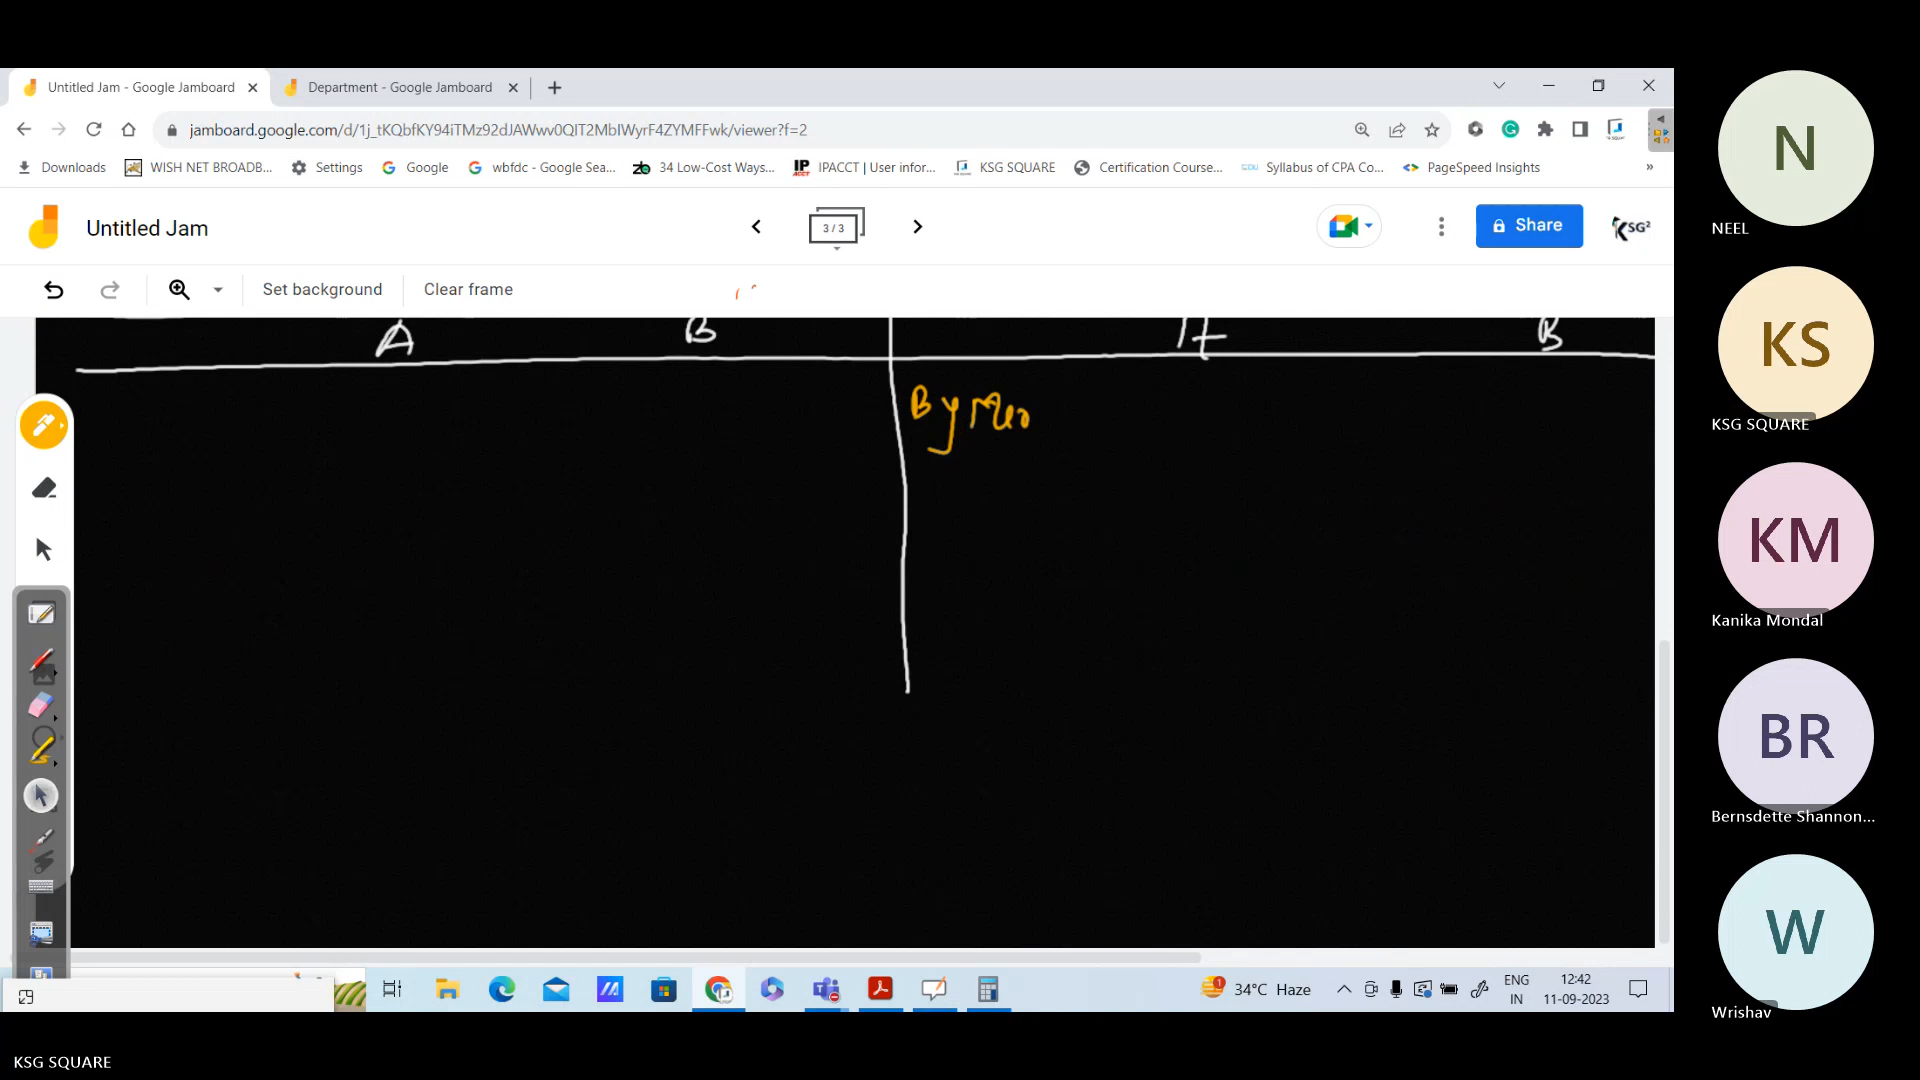 Untitled Jam - Google Jamboard
Department - Google Jamboard
jamboard.google.com/d/1j_tKQbfKY94iTMz92dJAWwv0QIT2MbIWyrF4ZYMFFwk/viewer?f=2
Downloads
WISH NET BROADB...
Settings
Google
wbfdc - Google Sea...
34 Low-Cost Ways...
IPACCT | User infor...
KSG SQUARE
Certification Course...
Syllabus of CPA Co...
PageSpeed Insights
»
Untitled Jam
3 / 3
Share
KSG²
Set background
Clear frame
A B B
By
34°C Haze
ENG
IN
12:42
11-09-2023
N
NEEL
KS
KSG SQUARE
KM
Kanika Mondal
BR
Bernsdette Shannon...
W
Wrishav
KSG SQUARE